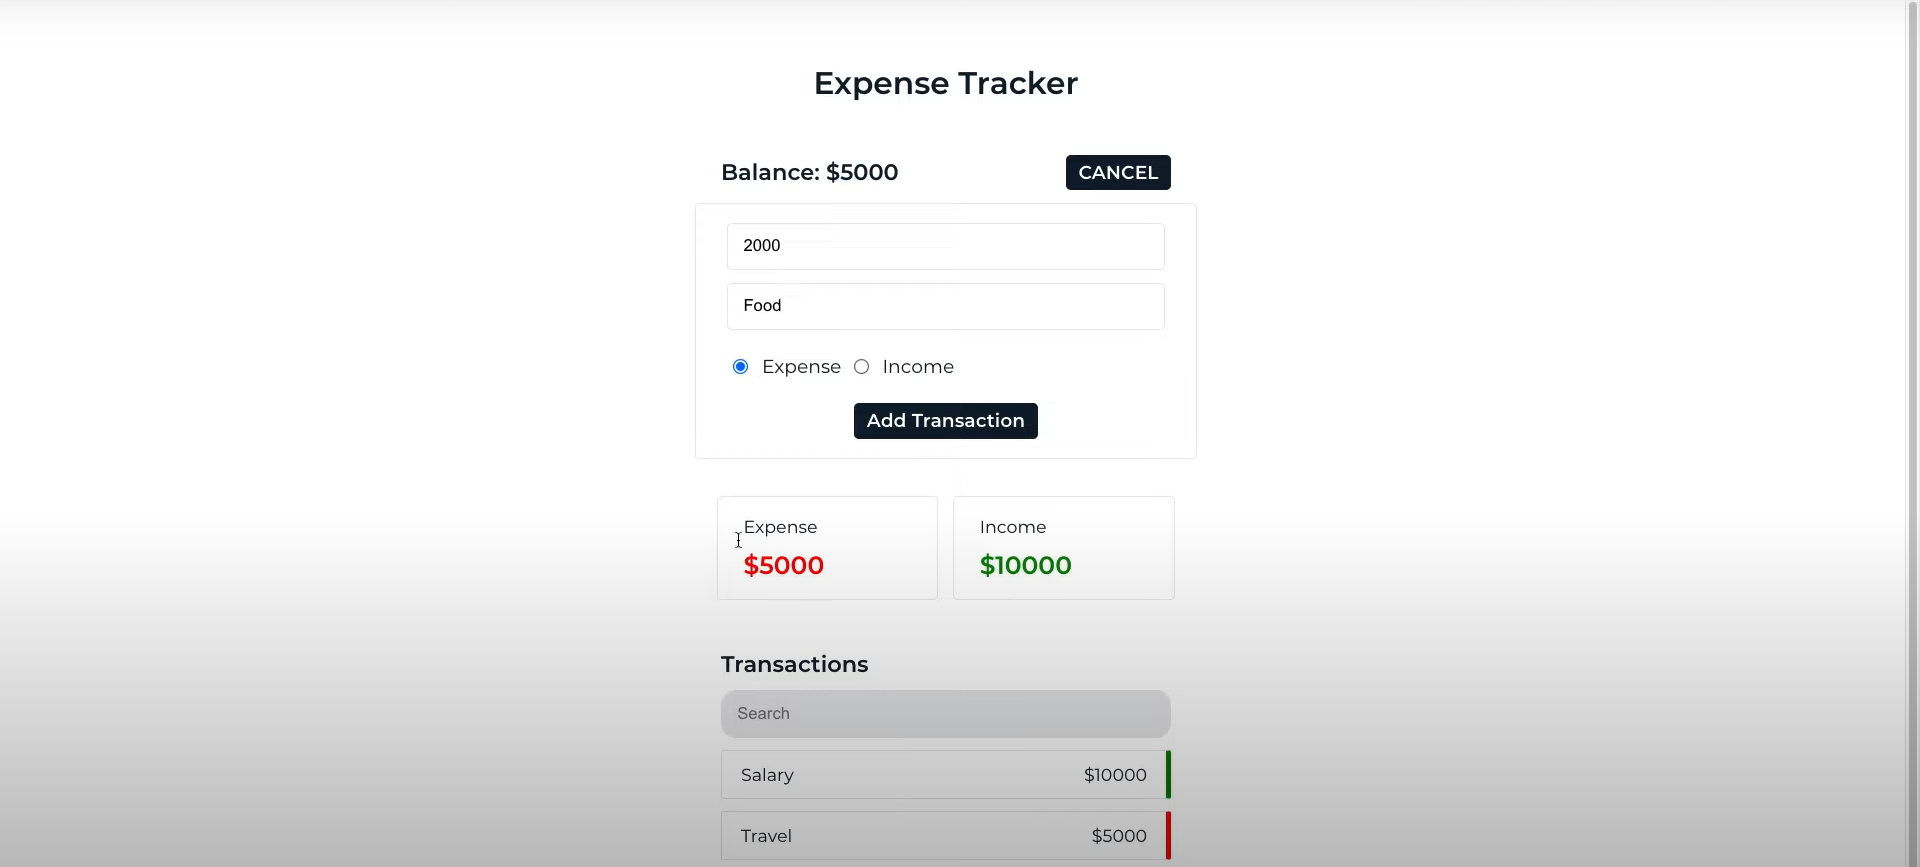 Expense Tracker
Balance: $5000 CANCEL
2000
Food
Expense Income
Add Transaction
Expense Income
$5000 $10000
Transactions
Search
Salary $10000
Travel $5000